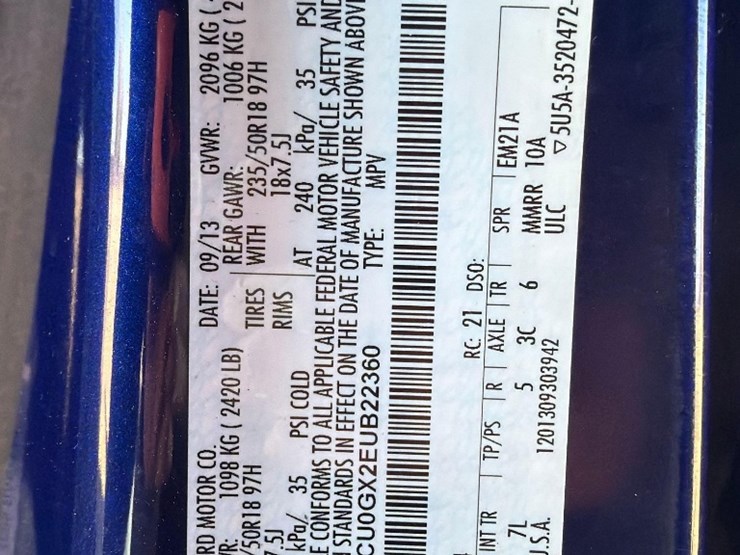 RD MOTOR CO. DATE: 09/13 GVWR: 2096 KG (
R: 1098 KG ( 2420 LB) REAR GAWR: 1006 KG ( 2
/50R18 97H TIRES WITH 235/50R18 97H
7.5J RIMS 18x7.5J
kPa/ 35 PSI COLD AT 240 kPa/ 35 PSI
E CONFORMS TO ALL APPLICABLE FEDERAL MOTOR VEHICLE SAFETY AND
STANDARDS IN EFFECT ON THE DATE OF MANUFACTURE SHOWN ABOV
CU0GX2EUB22360 TYPE: MPV
RC: 21 DSO:
INT TR TP/PS R AXLE TR SPR EM21A
7L 5 3C 6 MMRR 10A
.S.A. 1201309303942 ULC ▽5U5A-3520472-